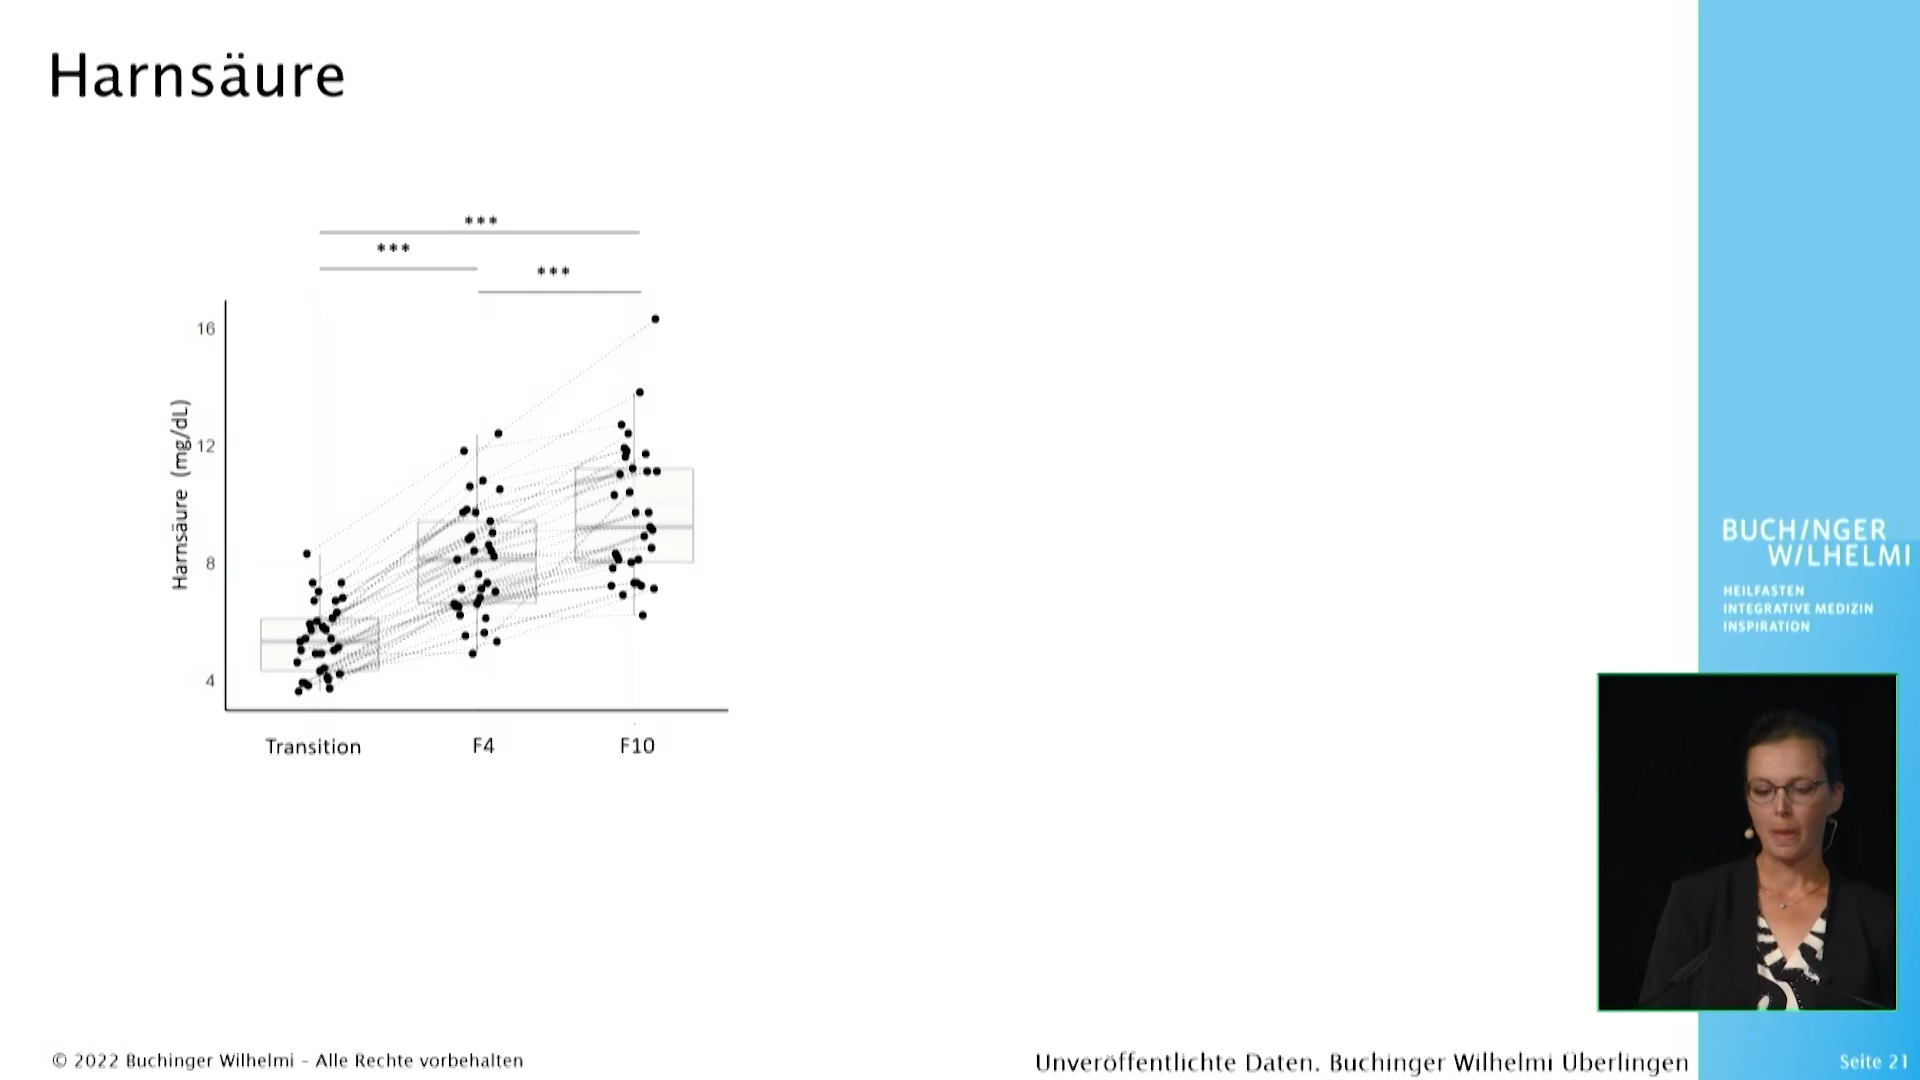 Harnsäure
***
***
***
16
12
8
4
Harnsäure (mg/dL)
Transition F4 F10
BUCH/NGER
W/LHELMI
HEILFASTEN
INTEGRATIVE MEDIZIN
INSPIRATION
© 2022 Buchinger Wilhelmi – Alle Rechte vorbehalten
Unveröffentlichte Daten. Buchinger Wilhelmi Überlingen
Seite 21